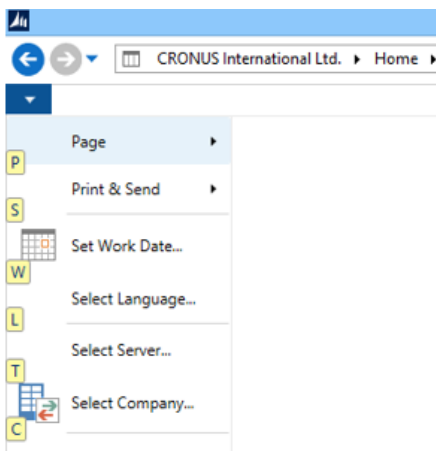 CRONUS International Ltd. Home
Page
P
Print & Send
S
Set Work Date...
W
Select Language...
L
Select Server...
T
Select Company...
C